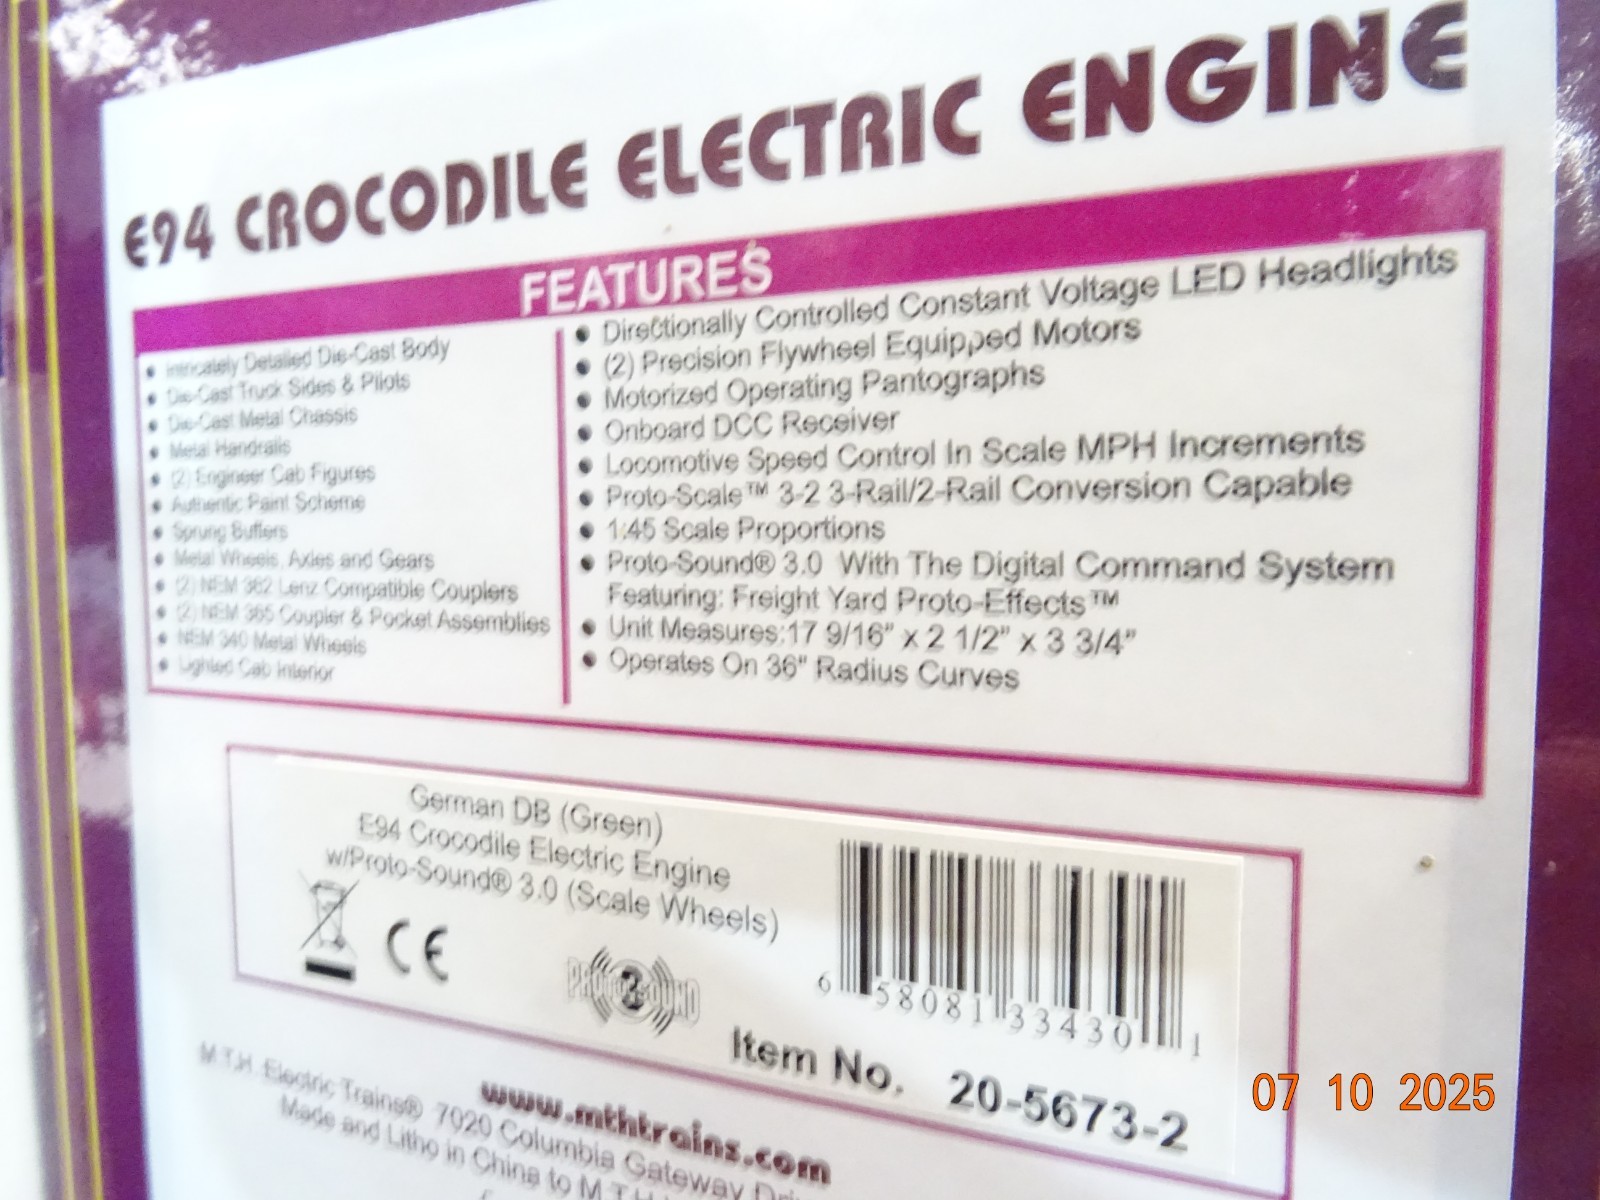 E94 CROCODILE ELECTRIC ENGINE
FEATURES
• Intricately Detailed Die-Cast Body
• Die-Cast Truck Sides & Pilots
• Die-Cast Metal Chassis
• Metal Handrails
• (2) Engineer Cab Figures
• Authentic Paint Scheme
• Sprung Buffers
• Metal Wheels, Axles and Gears
• (2) NEM 362 Lenz Compatible Couplers
• (2) NEM 365 Coupler & Pocket Assemblies
• NEM 340 Metal Wheels
• Lighted Cab Interior
• Directionally Controlled Constant Voltage LED Headlights
• (2) Precision Flywheel Equipped Motors
• Motorized Operating Pantographs
• Onboard DCC Receiver
• Locomotive Speed Control In Scale MPH Increments
• Proto-Scale™ 3-2 3-Rail/2-Rail Conversion Capable
• 1:45 Scale Proportions
• Proto-Sound® 3.0 With The Digital Command System
Featuring: Freight Yard Proto-Effects™
• Unit Measures:17 9/16" x 2 1/2" x 3 3/4"
• Operates On 36" Radius Curves
German DB (Green)
E94 Crocodile Electric Engine
w/Proto-Sound® 3.0 (Scale Wheels)
CE
PROTO SOUND
6 58081 33430 1
Item No. 20-5673-2
www.mthtrains.com
M.T.H. Electric Trains® 7020 Columbia Gateway
Made and Litho in China to M.T.H.
07 10 2025